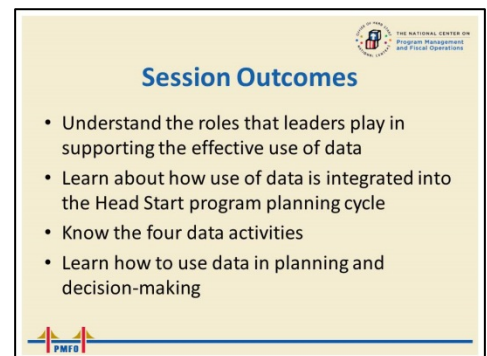 THE NATIONAL CENTER ON
Program Management
and Fiscal Operations
Session Outcomes
• Understand the roles that leaders play in
supporting the effective use of data
• Learn about how use of data is integrated into
the Head Start program planning cycle
• Know the four data activities
• Learn how to use data in planning and
decision-making
PMFO